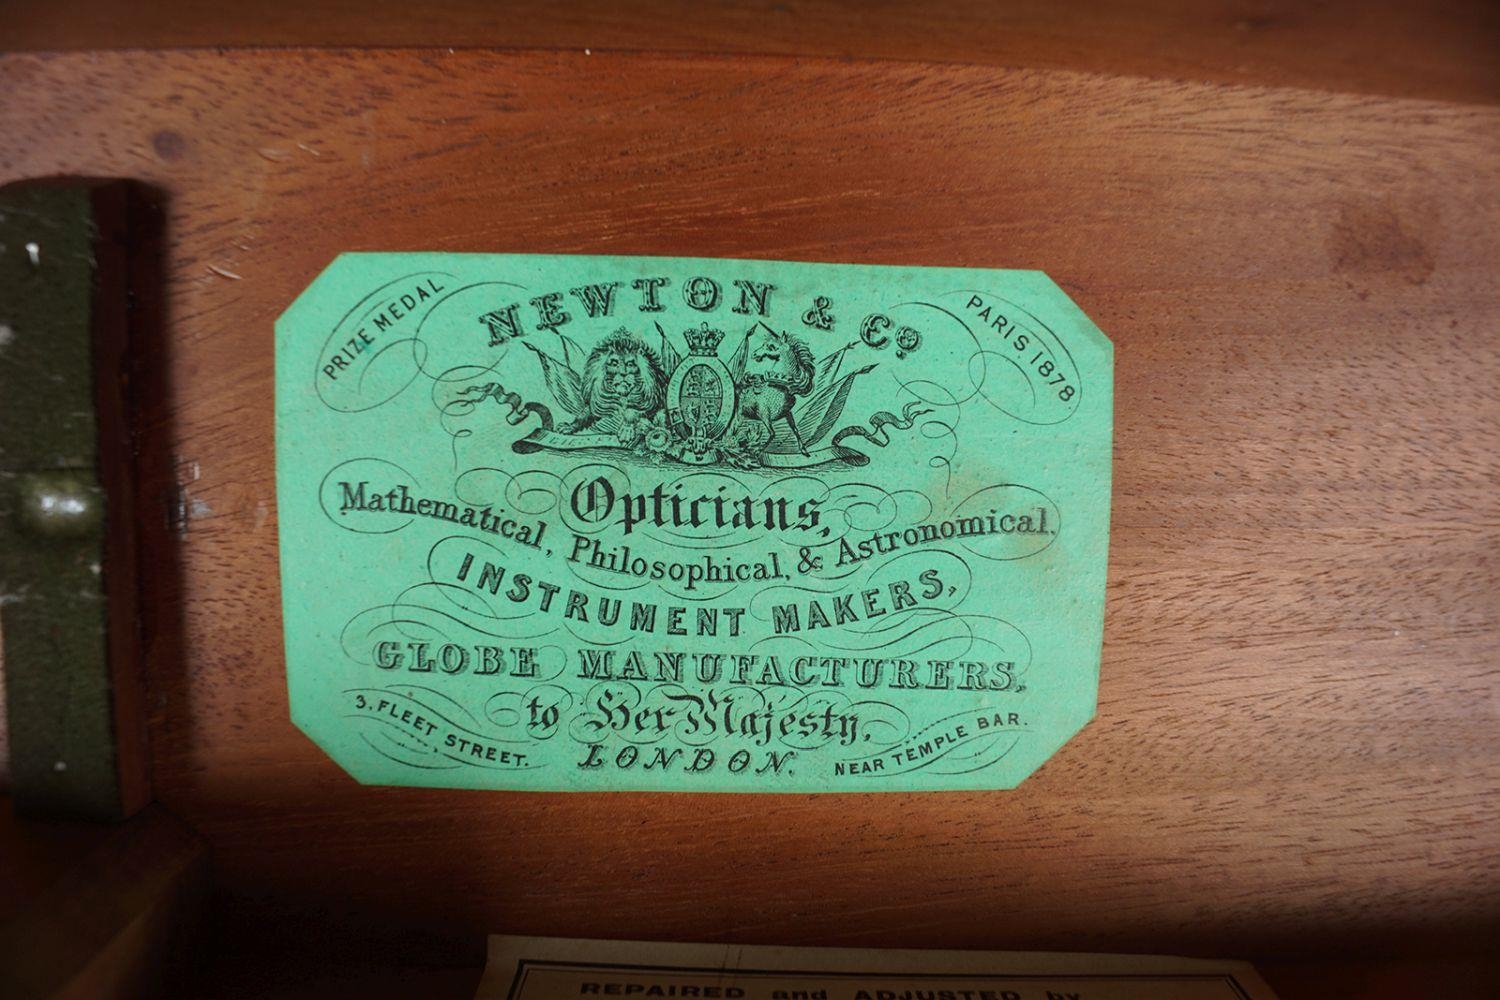 PRIZE MEDAL
PARIS. 1878
NEWTON & Co
Opticians,
Mathematical, Philosophical, & Astronomical.
INSTRUMENT MAKERS,
GLOBE MANUFACTURERS,
to Her Majesty,
3, FLEET STREET.
LONDON.
NEAR TEMPLE BAR.
REPAIRED and ADJUSTED by